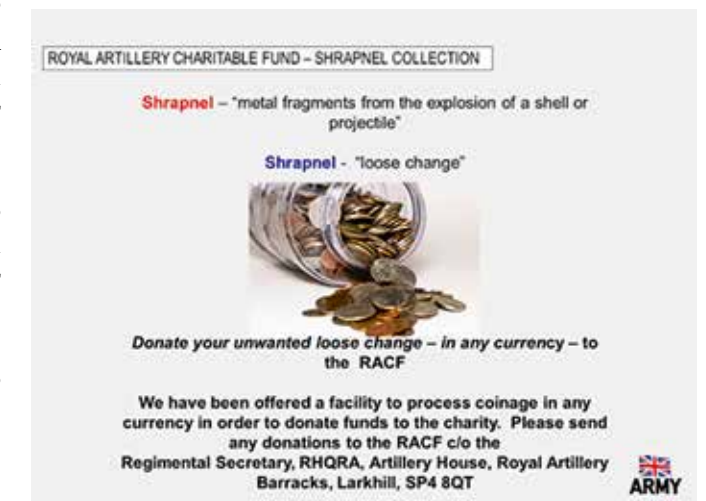 ROYAL ARTILLERY CHARITABLE FUND – SHRAPNEL COLLECTION
Shrapnel – "metal fragments from the explosion of a shell or
projectile"
Shrapnel - "loose change"
Donate your unwanted loose change – in any currency – to
the RACF
We have been offered a facility to process coinage in any
currency in order to donate funds to the charity. Please send
any donations to the RACF c/o the
Regimental Secretary, RHQRA, Artillery House, Royal Artillery
Barracks, Larkhill, SP4 8QT
ARMY